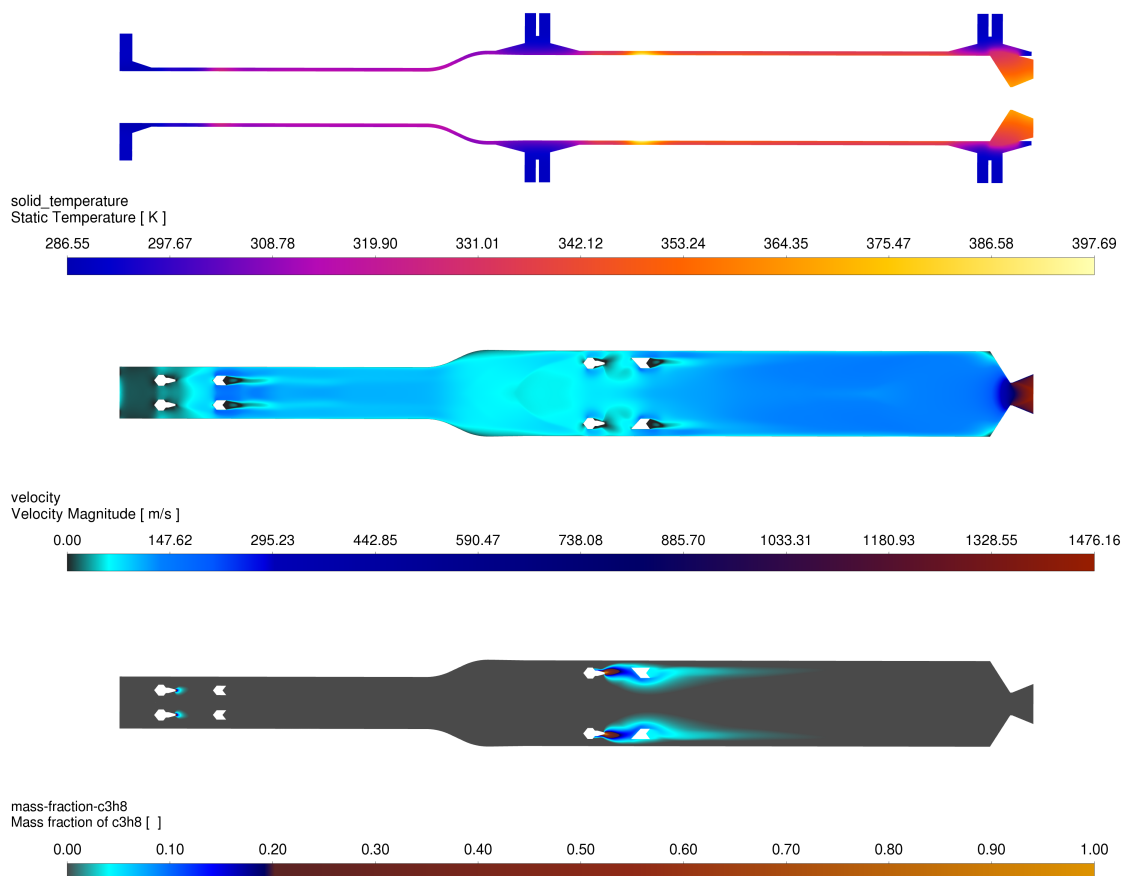 solid_temperature
Static Temperature [ K ]
286.55 297.67 308.78 319.90 331.01 342.12 353.24 364.35 375.47 386.58 397.69
velocity
Velocity Magnitude [ m/s ]
0.00 147.62 295.23 442.85 590.47 738.08 885.70 1033.31 1180.93 1328.55 1476.16
mass-fraction-c3h8
Mass fraction of c3h8 [ ]
0.00 0.10 0.20 0.30 0.40 0.50 0.60 0.70 0.80 0.90 1.00